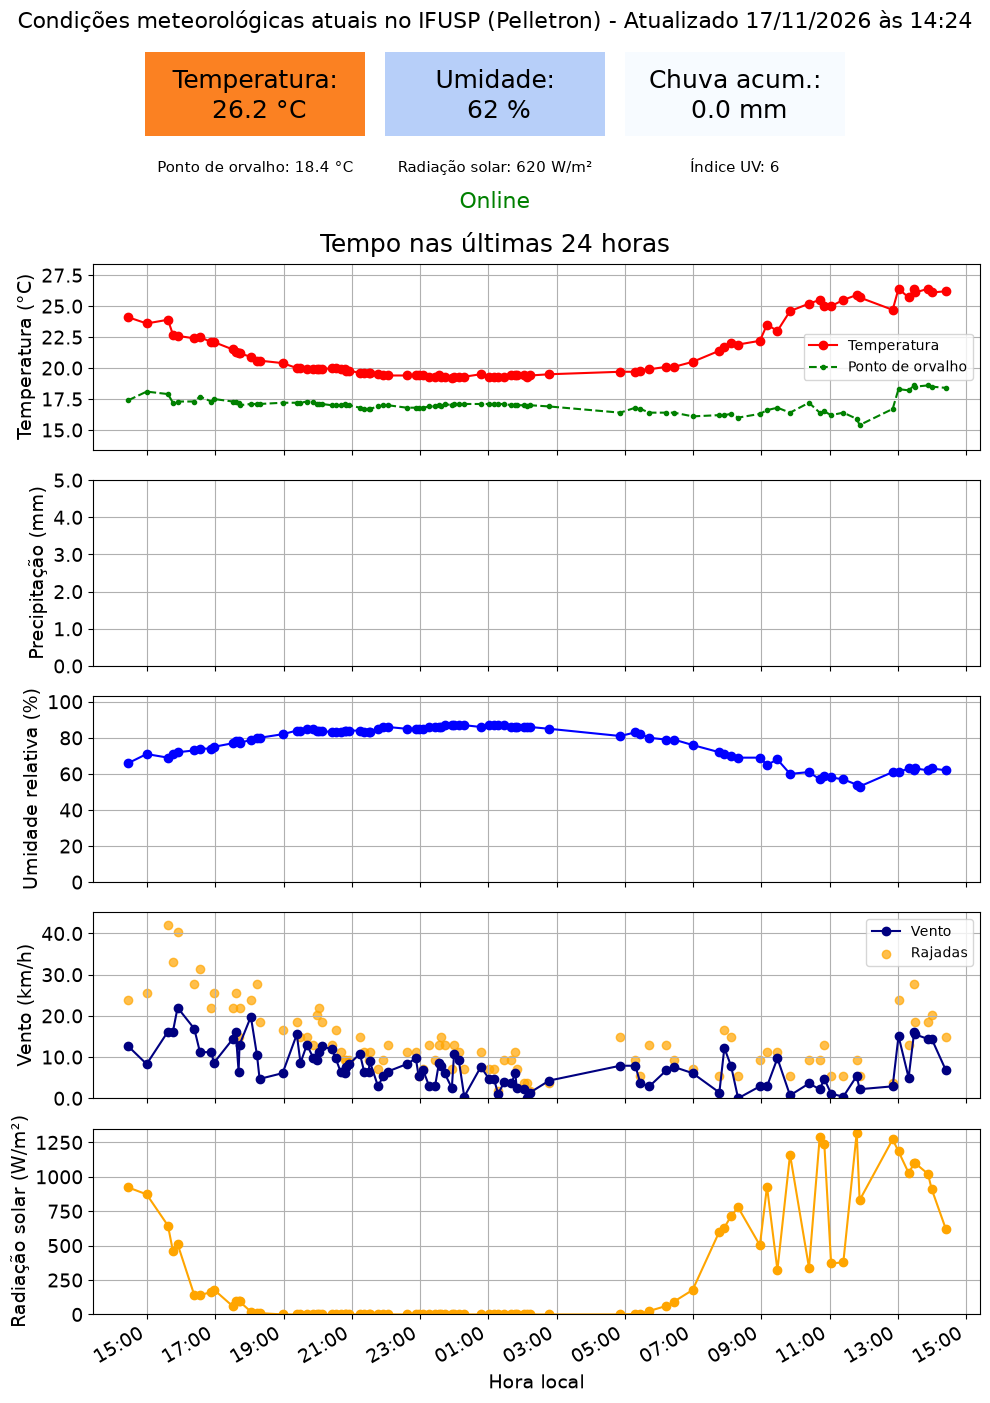 Condições meteorológicas atuais no IFUSP (Pelletron) - Atualizado 17/11/2026 às 14:24
Temperatura:
26.2 °C
Umidade:
62 %
Chuva acum.:
0.0 mm
Ponto de orvalho: 18.4 °C
Radiação solar: 620 W/m²
Índice UV: 6
Online
Tempo nas últimas 24 horas
Temperatura (°C)
27.5
25.0
22.5
20.0
17.5
15.0
Temperatura
Ponto de orvalho
Precipitação (mm)
5.0
4.0
3.0
2.0
1.0
0.0
Umidade relativa (%)
100
80
60
40
20
0
Vento (km/h)
40.0
30.0
20.0
10.0
0.0
Vento
Rajadas
Radiação solar (W/m²)
1250
1000
750
500
250
0
15:00
17:00
19:00
21:00
23:00
01:00
03:00
05:00
07:00
09:00
11:00
13:00
15:00
Hora local